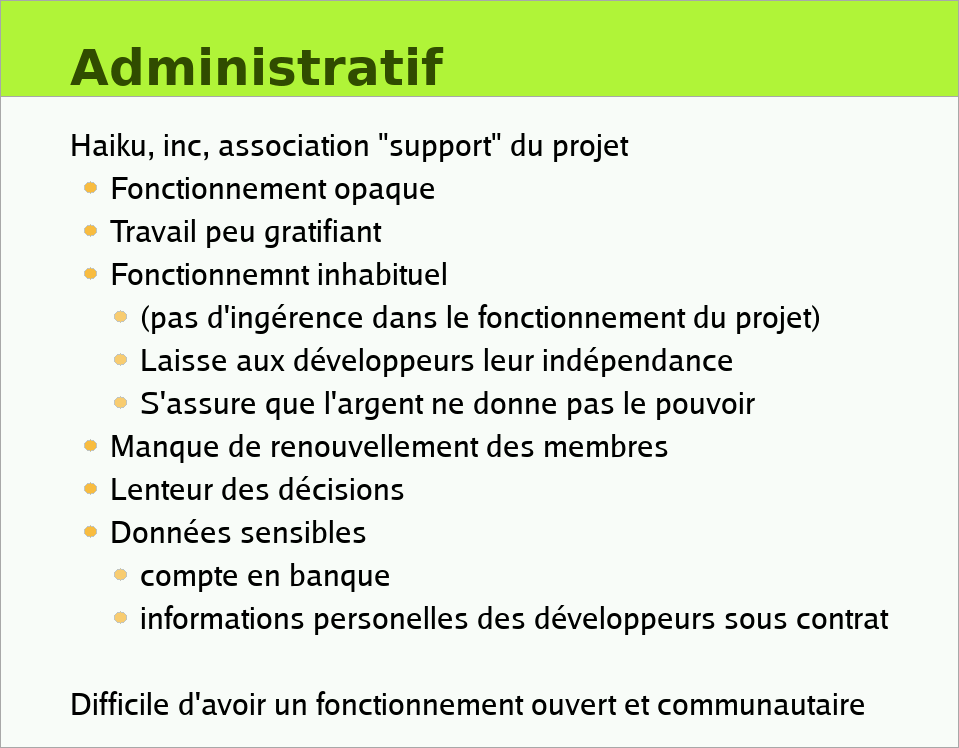 Administratif
Haiku, inc, association "support" du projet
Fonctionnement opaque
Travail peu gratifiant
Fonctionnemnt inhabituel
(pas d'ingérence dans le fonctionnement du projet)
Laisse aux développeurs leur indépendance
S'assure que l'argent ne donne pas le pouvoir
Manque de renouvellement des membres
Lenteur des décisions
Données sensibles
compte en banque
informations personelles des développeurs sous contrat
Difficile d'avoir un fonctionnement ouvert et communautaire